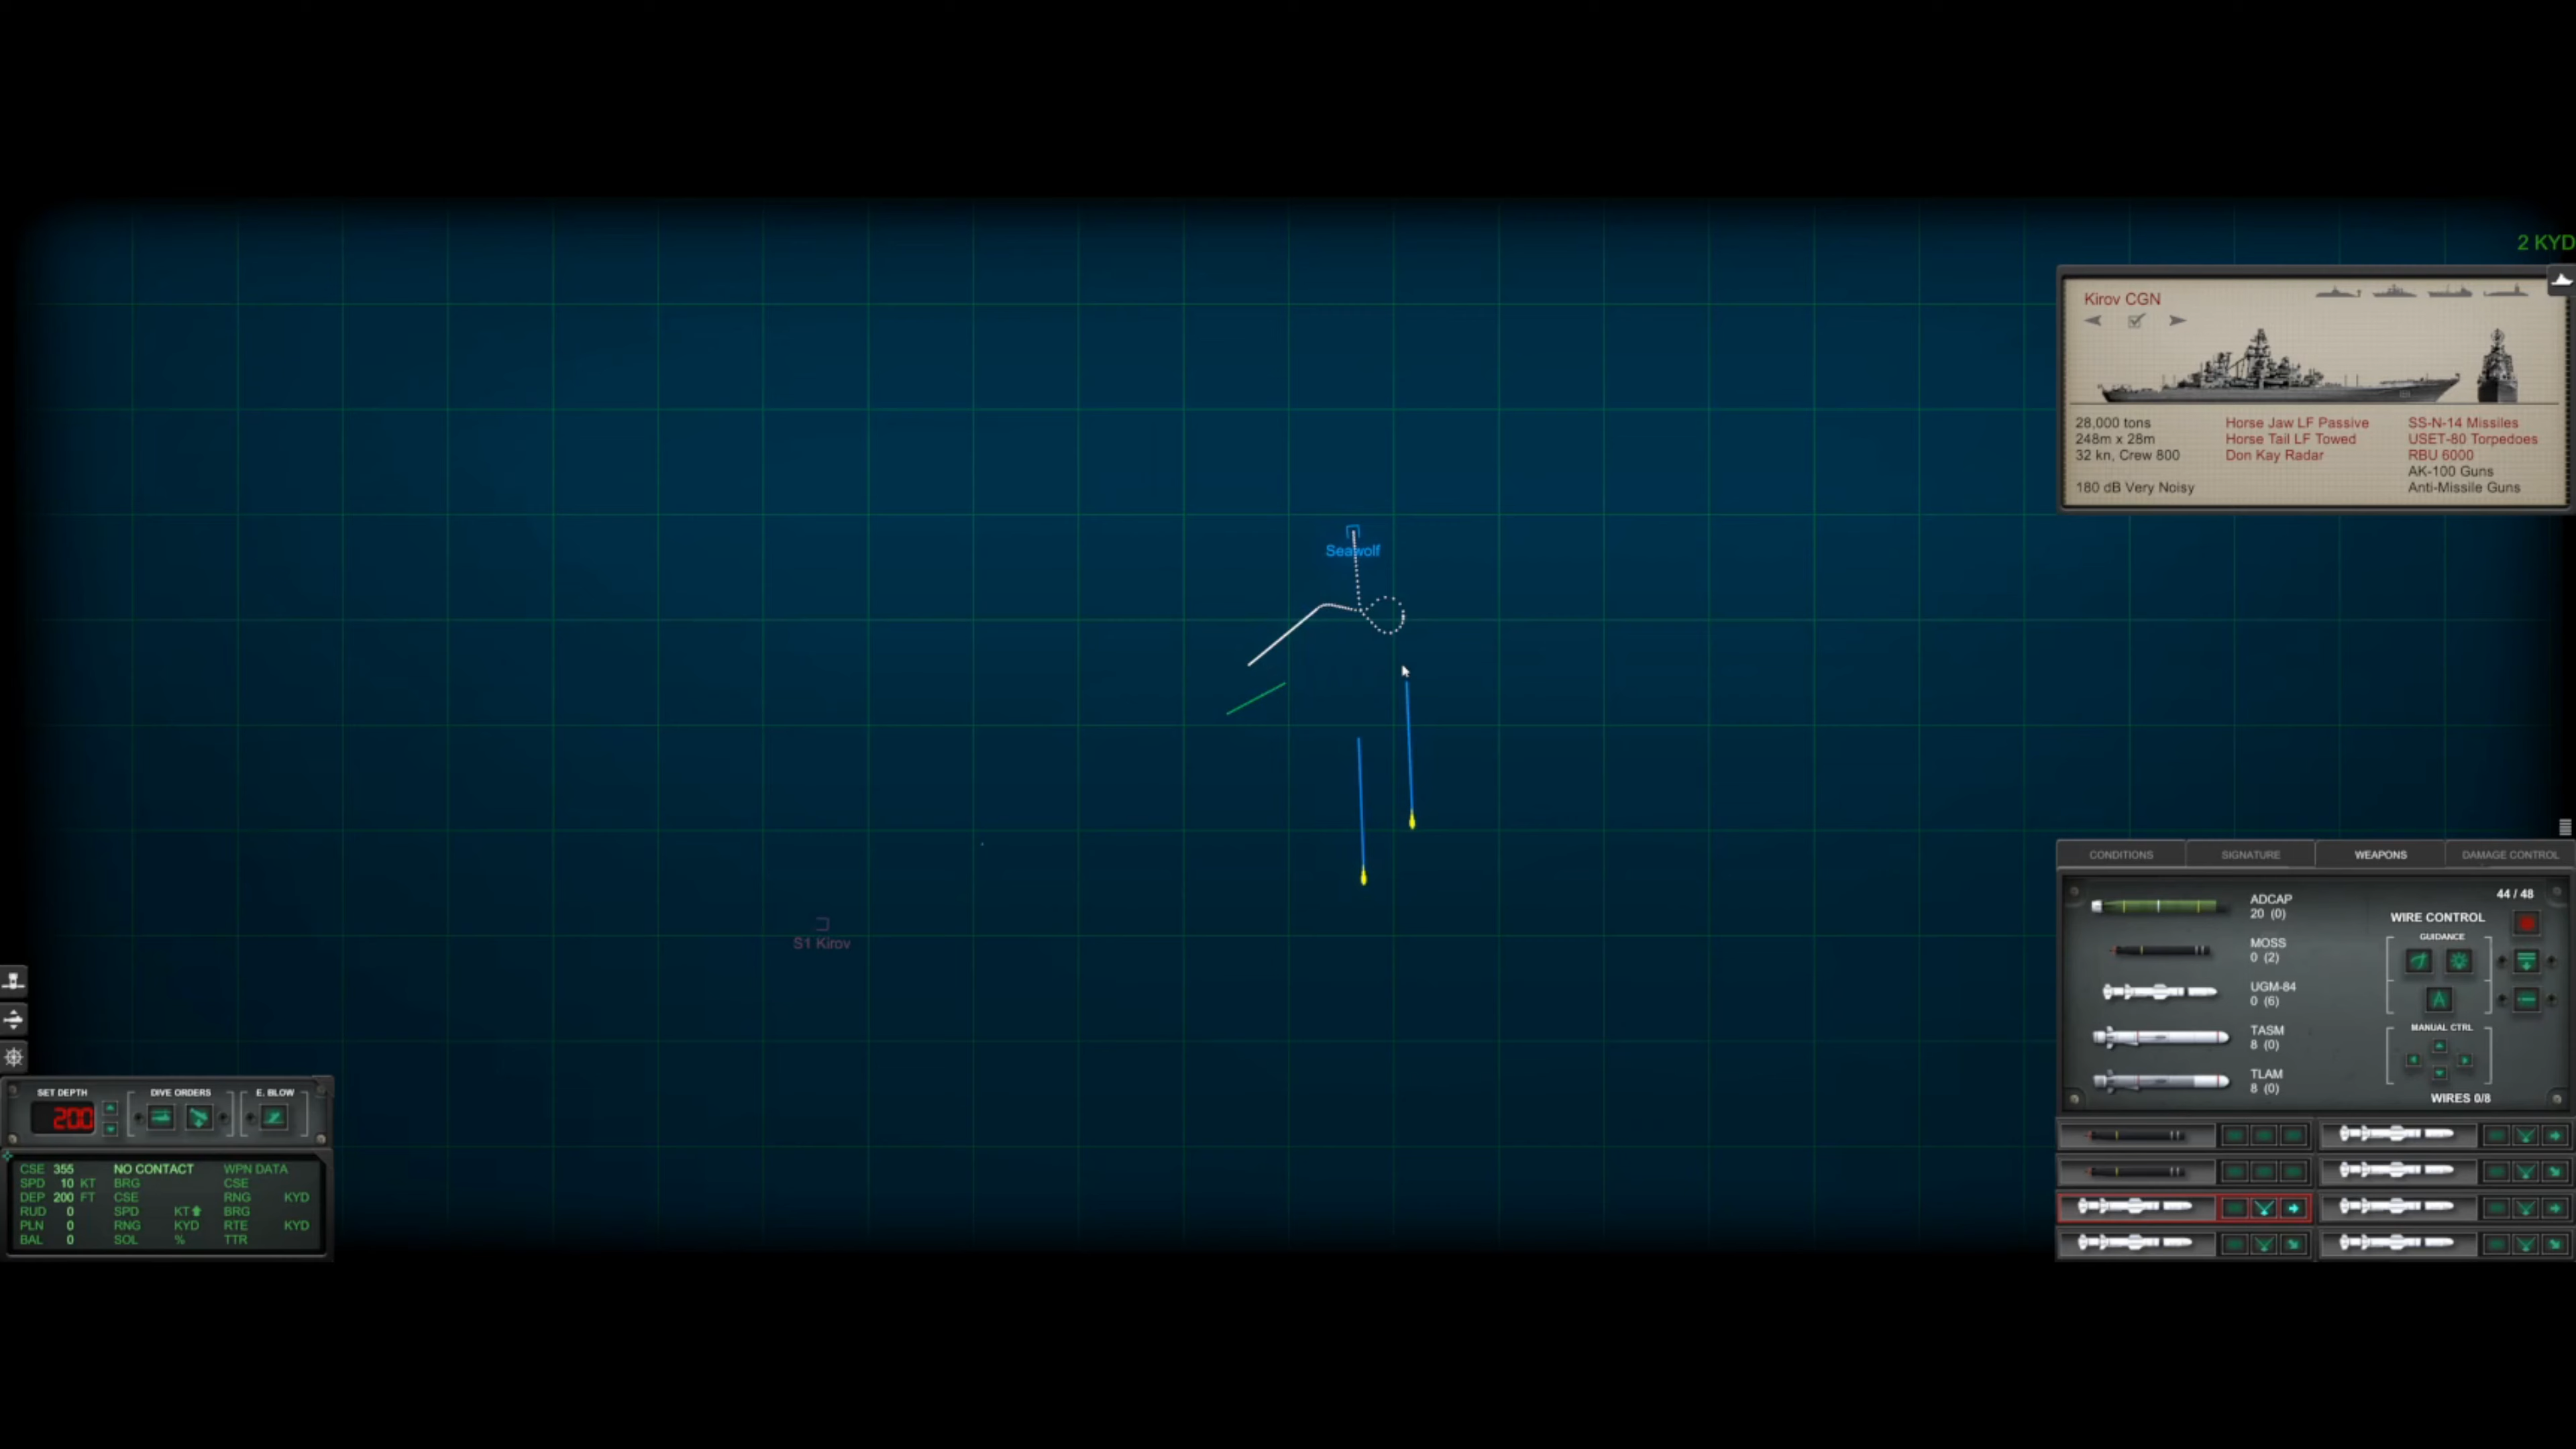 2 KYD
Kirov CGN
28,000 tons
248m x 28m
32 kn, Crew 800
180 dB Very Noisy
Horse Jaw LF Passive
Horse Tail LF Towed
Don Kay Radar
SS-N-14 Missiles
USET-80 Torpedoes
RBU 6000
AK-100 Guns
Anti-Missile Guns
Seawolf
S1 Kirov
CONDITIONS
SIGNATURE
WEAPONS
DAMAGE CONTROL
ADCAP
20 (0)
MOSS
0 (2)
UGM-84
0 (6)
TASM
8 (0)
TLAM
8 (0)
44 / 48
WIRE CONTROL
GUIDANCE
MANUAL CTRL
WIRES 0/8
SET DEPTH
200
DIVE ORDERS
E. BLOW
CSE 355 NO CONTACT WPN DATA
SPD 10 KT BRG CSE
DEP 200 FT CSE RNG KYD
RUD 0 SPD KT BRG
PLN 0 RNG KYD RTE KYD
BAL 0 SOL % TTR